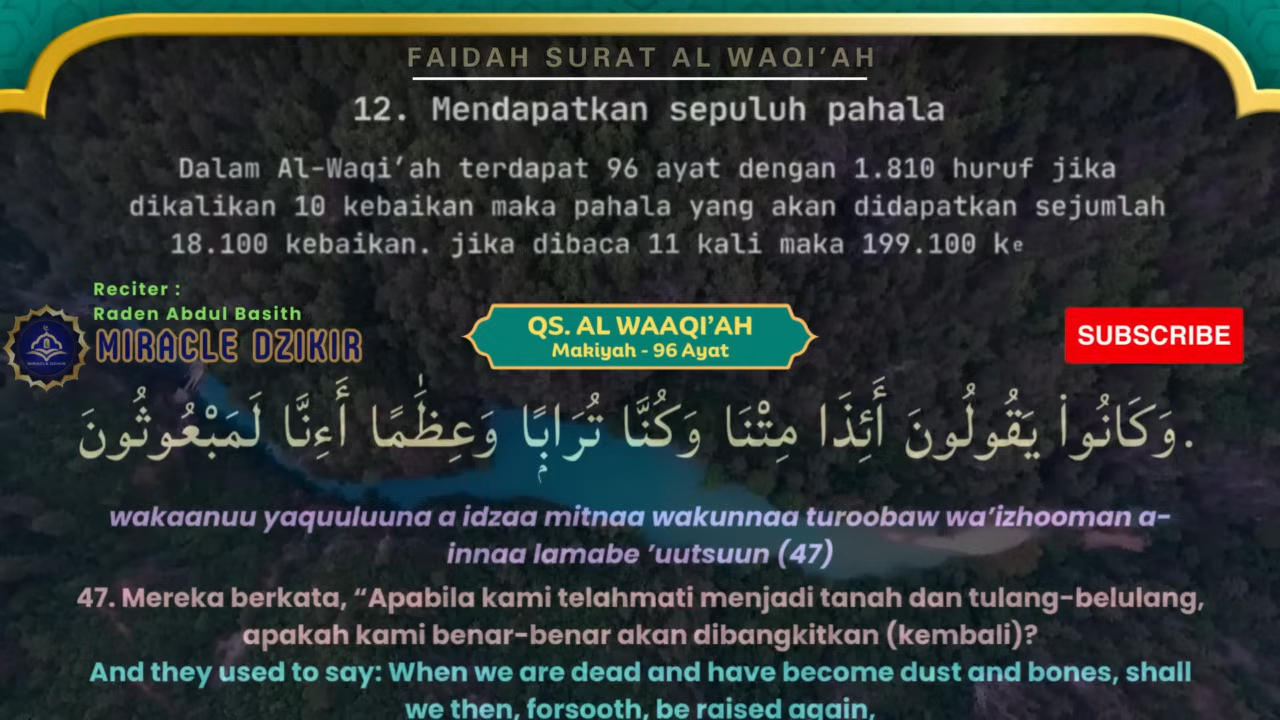 FAIDAH SURAT AL WAQI‘AH
12. Mendapatkan sepuluh pahala
Dalam Al-Waqi’ah terdapat 96 ayat dengan 1.810 huruf jika
dikalikan 10 kebaikan maka pahala yang akan didapatkan sejumlah
18.100 kebaikan. jika dibaca 11 kali maka 199.100 ke
Reciter :
Raden Abdul Basith
MIRACLE DZIKIR
QS. AL WAAQI’AH
Makiyah - 96 Ayat
SUBSCRIBE
وَكَانُوا۟ يَقُولُونَ أَئِذَا مِتْنَا وَكُنَّا تُرَابًۭا وَعِظَٰمًا أَءِنَّا لَمَبْعُوثُونَ.
wakaanuu yaquuluuna a idzaa mitnaa wakunnaa turoobaw wa’izhooman a-
innaa lamabe ’uutsuun (47)
47. Mereka berkata, “Apabila kami telahmati menjadi tanah dan tulang-belulang,
apakah kami benar-benar akan dibangkitkan (kembali)?
And they used to say: When we are dead and have become dust and bones, shall
we then, forsooth, be raised again,